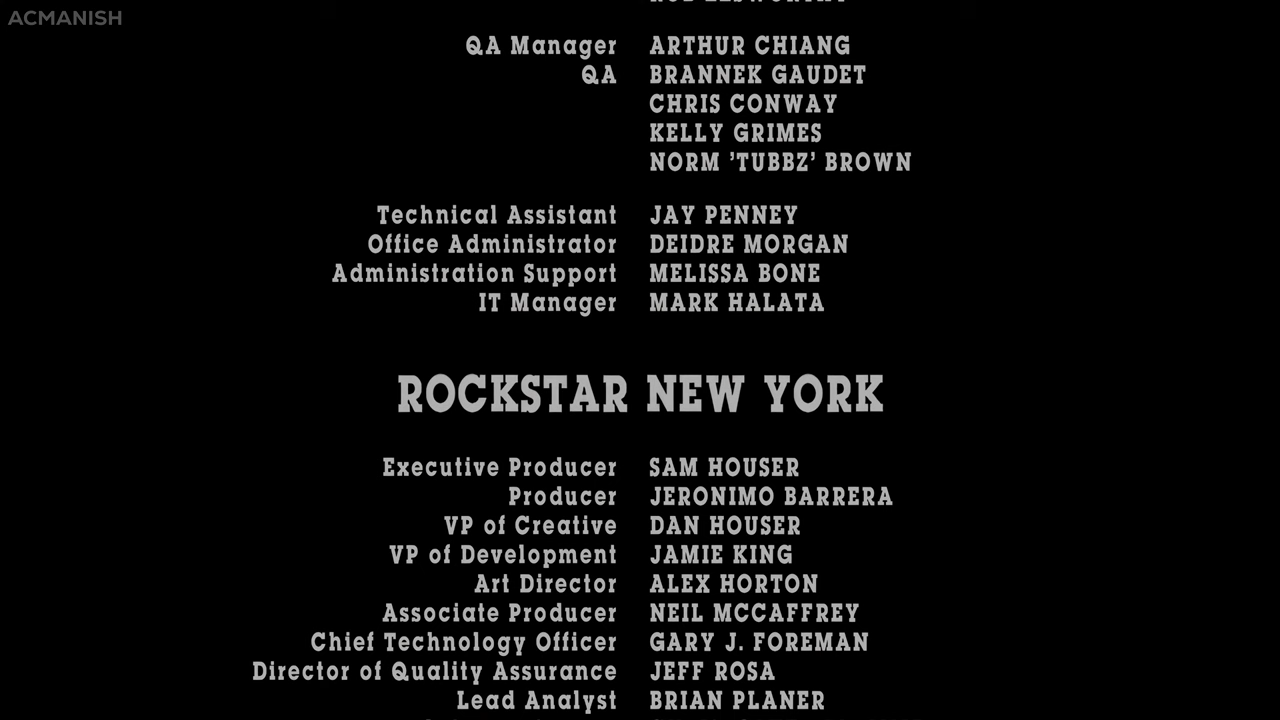 ACMANISH
QA Manager ARTHUR CHIANG
QA BRANNEK GAUDET
CHRIS CONWAY
KELLY GRIMES
NORM 'TUBBZ' BROWN
Technical Assistant JAY PENNEY
Office Administrator DEIDRE MORGAN
Administration Support MELISSA BONE
IT Manager MARK HALATA
ROCKSTAR NEW YORK
Executive Producer SAM HOUSER
Producer JERONIMO BARRERA
VP of Creative DAN HOUSER
VP of Development JAMIE KING
Art Director ALEX HORTON
Associate Producer NEIL MCCAFFREY
Chief Technology Officer GARY J. FOREMAN
Director of Quality Assurance JEFF ROSA
Lead Analyst BRIAN PLANER